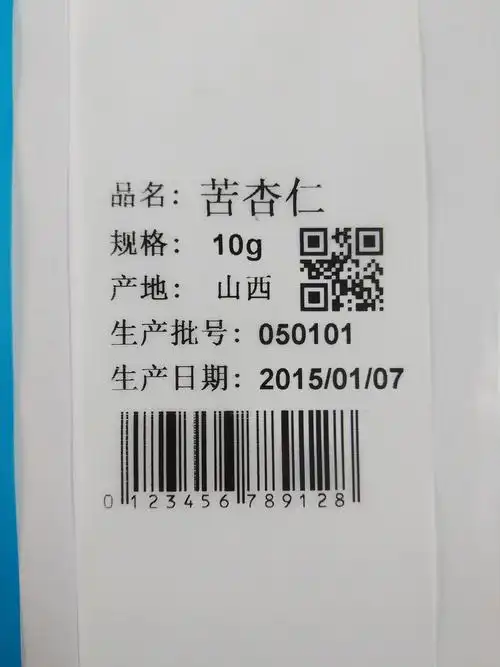 品名：苦杏仁
规格：10g
产地：山西
生产批号：050101
生产日期：2015/01/07
0 123456 789128